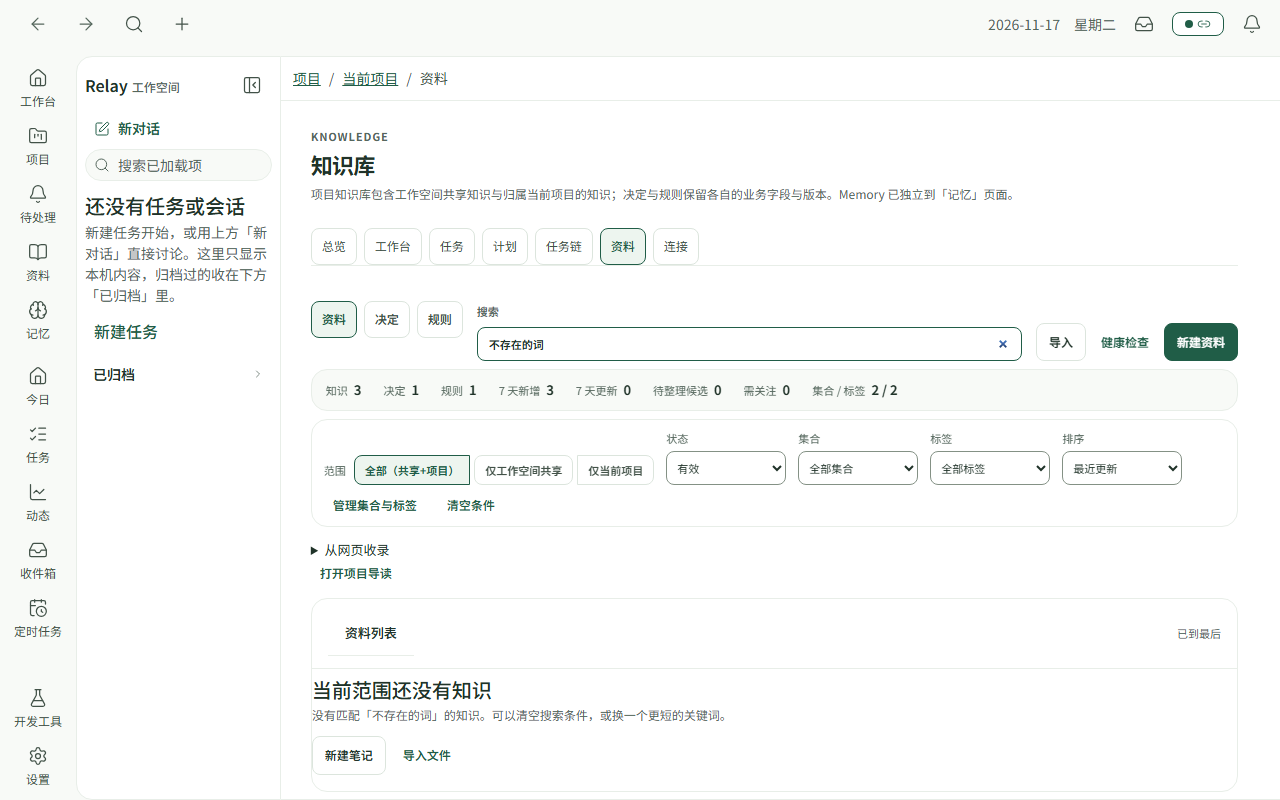 2026-11-17 星期二
工作台
项目
待处理
资料
记忆
今日
任务
动态
收件箱
定时任务
开发工具
设置
Relay 工作空间
新对话
搜索已加载项
还没有任务或会话
新建任务开始，或用上方「新
对话」直接讨论。这里只显示
本机内容，归档过的收在下方
「已归档」里。
新建任务
已归档
项目 / 当前项目 / 资料
KNOWLEDGE
知识库
项目知识库包含工作空间共享知识与归属当前项目的知识；决定与规则保留各自的业务字段与版本。Memory 已独立到「记忆」页面。
总览 工作台 任务 计划 任务链 资料 连接
资料 决定 规则
搜索
不存在的词
导入 健康检查 新建资料
知识 3 决定 1 规则 1 7 天新增 3 7 天更新 0 待整理候选 0 需关注 0 集合 / 标签 2 / 2
状态 集合 标签 排序
范围 全部（共享+项目） 仅工作空间共享 仅当前项目 有效 全部集合 全部标签 最近更新
管理集合与标签 清空条件
从网页收录
打开项目导读
资料列表 已到最后
当前范围还没有知识
没有匹配「不存在的词」的知识。可以清空搜索条件，或换一个更短的关键词。
新建笔记 导入文件